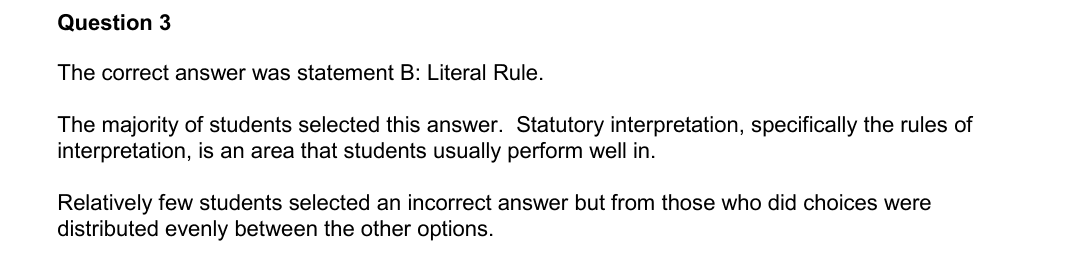 Question 3
The correct answer was statement B: Literal Rule.
The majority of students selected this answer.  Statutory interpretation, specifically the rules of
interpretation, is an area that students usually perform well in.
Relatively few students selected an incorrect answer but from those who did choices were
distributed evenly between the other options.